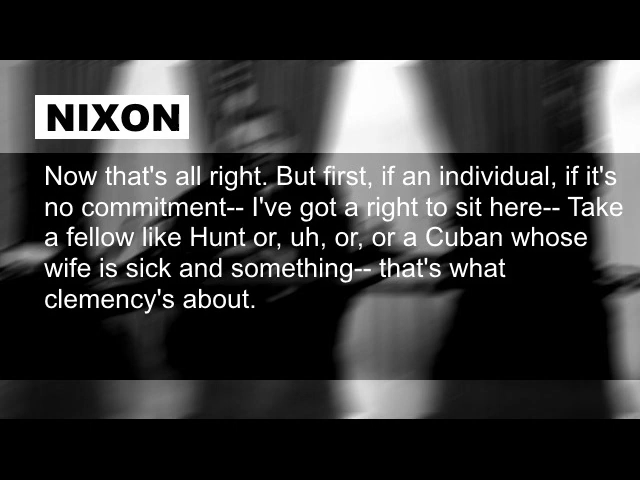 NIXON
Now that's all right. But first, if an individual, if it's
no commitment-- I've got a right to sit here-- Take
a fellow like Hunt or, uh, or, or a Cuban whose
wife is sick and something-- that's what
clemency's about.